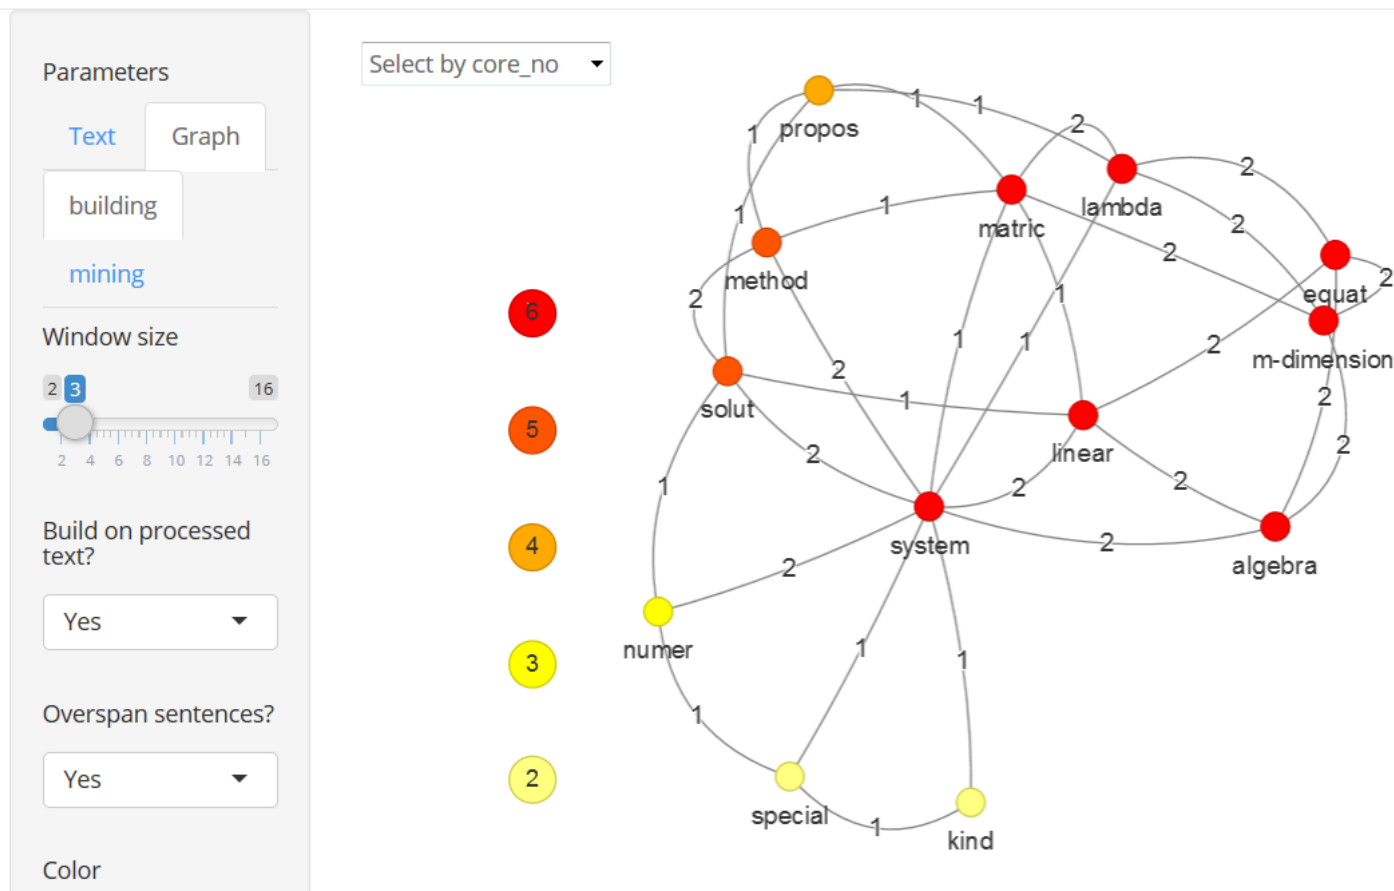 Parameters
Text
Graph
building
mining
Window size
2
3
16
2 4 6 8 10 12 14 16
Build on processed
text?
Yes
Overspan sentences?
Yes
Color
Select by core_no
6
5
4
3
2
propos
1
1
2
1
lambda
2
matric
1
1
2
2
method
equat
2
2
m-dimension
1
1
1
2
2
solut
1
2
linear
2
2
2
2
1
2
system
2
algebra
2
numer
1
1
1
special
1
kind